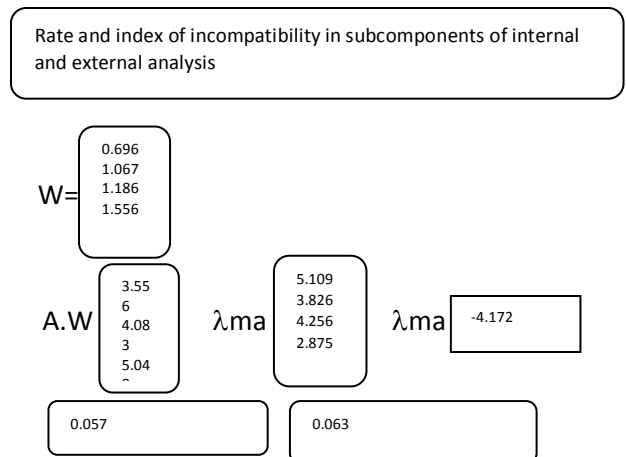 Rate and index of incompatibility in subcomponents of internal
and external analysis
W=
0.696
1.067
1.186
1.556
A.W
3.55
6
4.08
3
5.04
λma
5.109
3.826
4.256
2.875
λma
-4.172
0.057
0.063